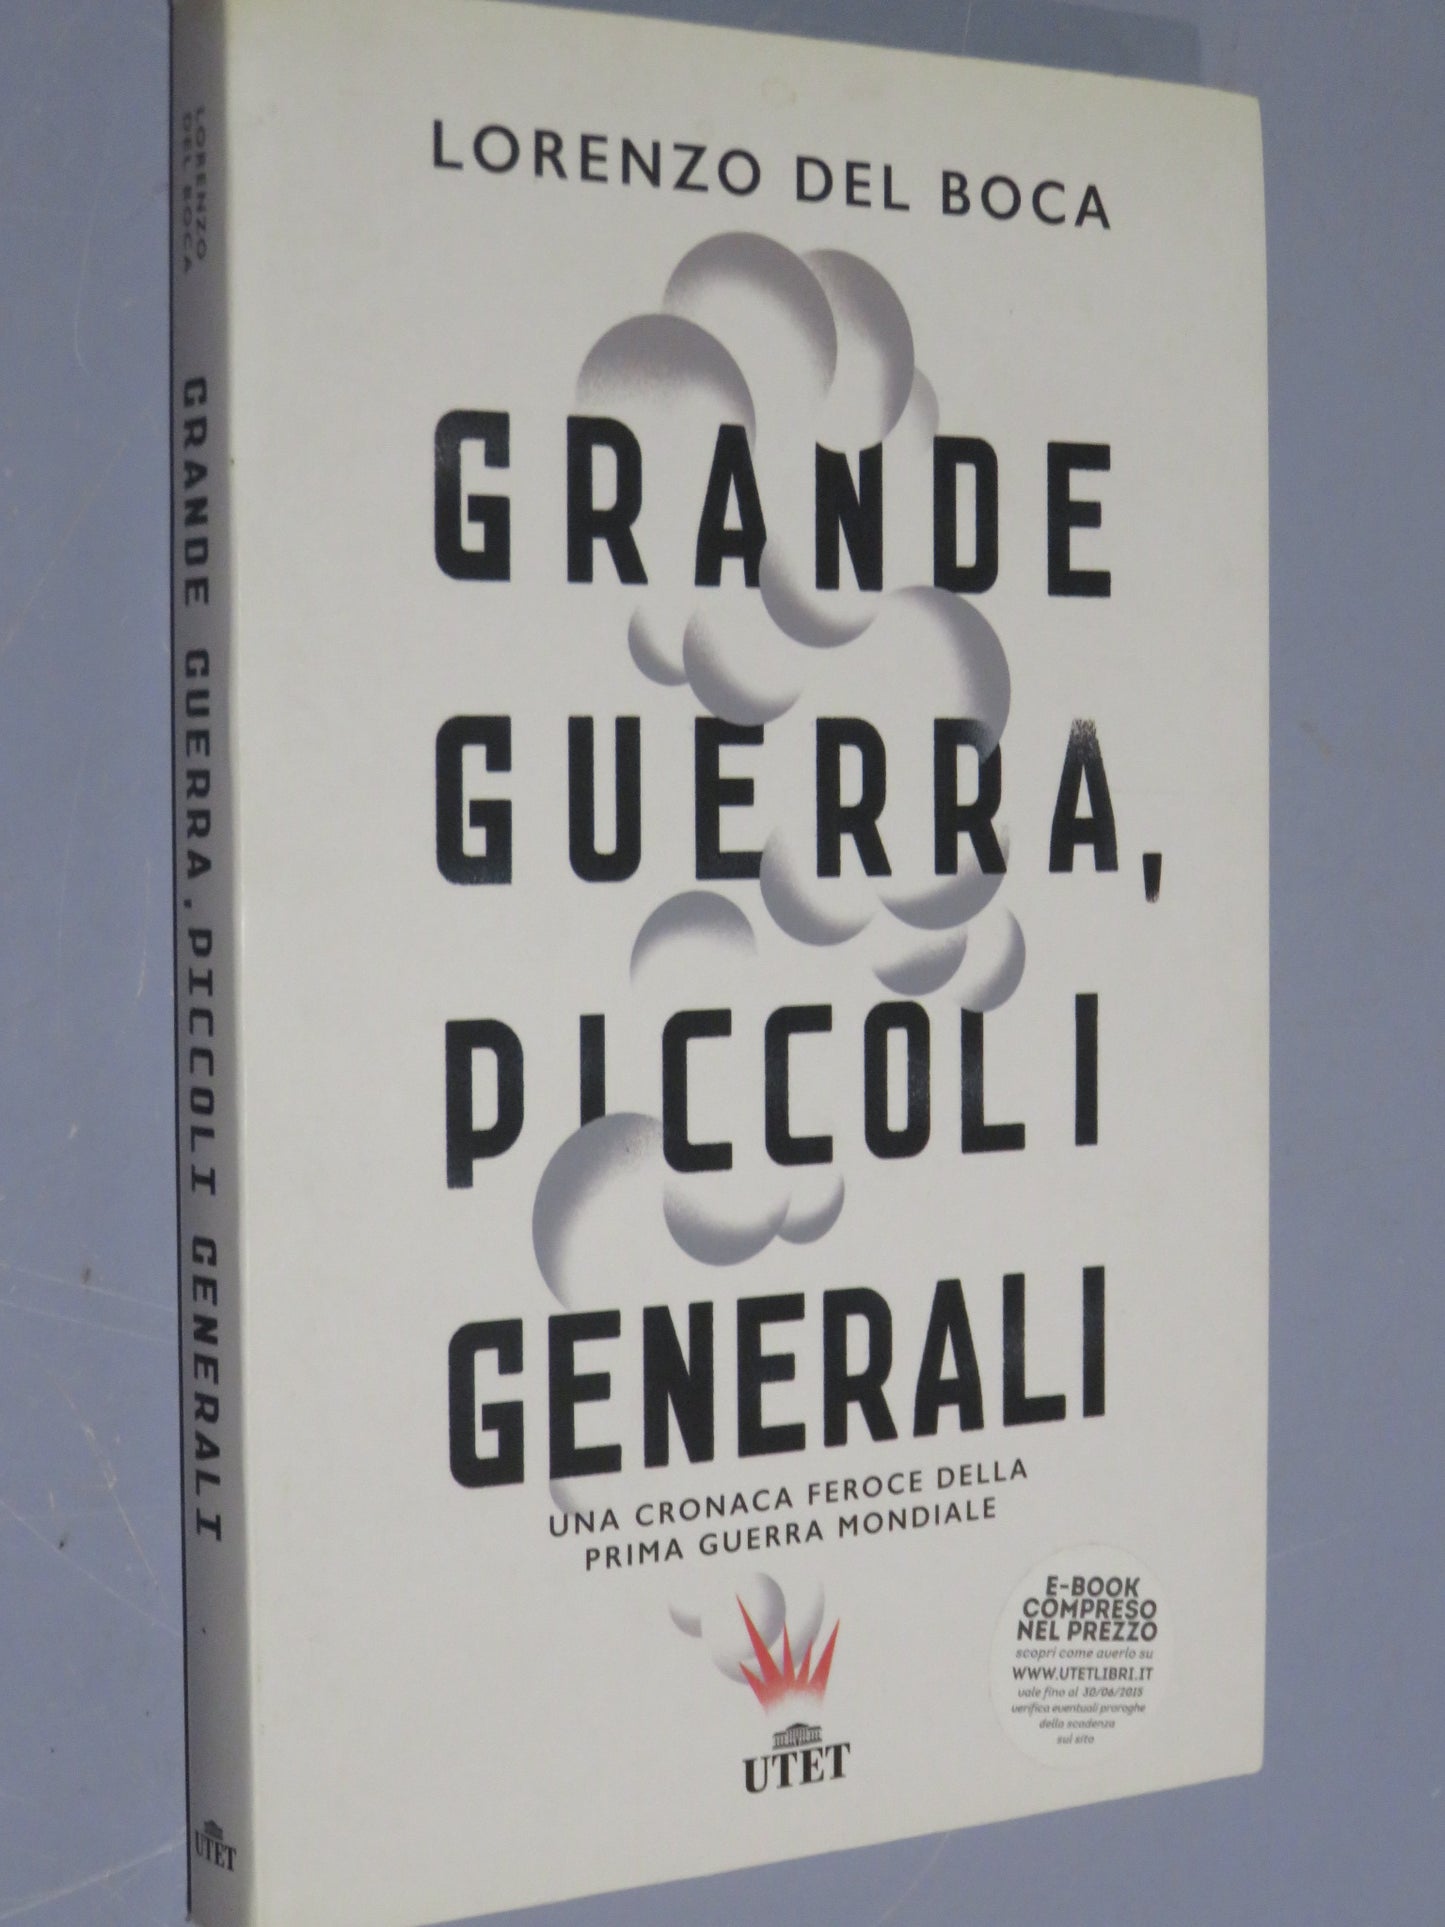 LORENZO DEL BOCA
GRANDE
GUERRA,
PICCOLI
GENERALI
UNA CRONACA FEROCE DELLA
PRIMA GUERRA MONDIALE
UTET
E-BOOK
COMPRESO
NEL PREZZO
scopri come averlo su
WWW.UTETLIBRI.IT
vale fino al 30/06/2015
verifica eventuali proroghe
della scadenza
sul sito
LORENZO
DEL BOCA
GRANDE GUERRA, PICCOLI GENERALI
UTET